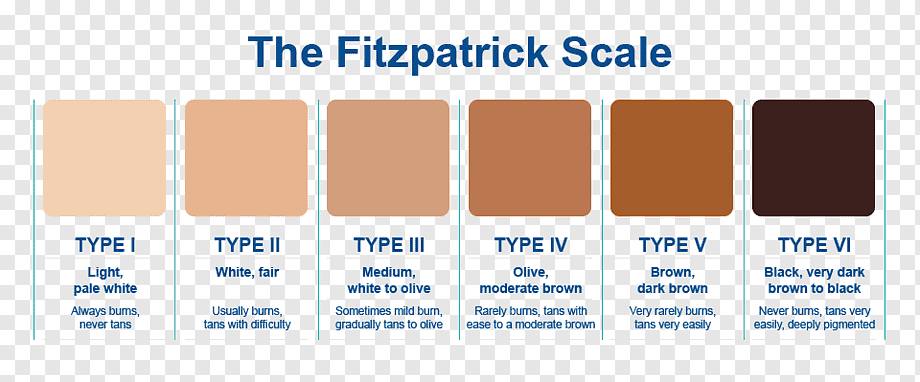 The Fitzpatrick Scale
TYPE I
Light,
pale white
Always burns,
never tans
TYPE II
White, fair
Usually burns,
tans with difficulty
TYPE III
Medium,
white to olive
Sometimes mild burn,
gradually tans to olive
TYPE IV
Olive,
moderate brown
Rarely burns, tans with
ease to a moderate brown
TYPE V
Brown,
dark brown
Very rarely burns,
tans very easily
TYPE VI
Black, very dark
brown to black
Never burns, tans very
easily, deeply pigmented